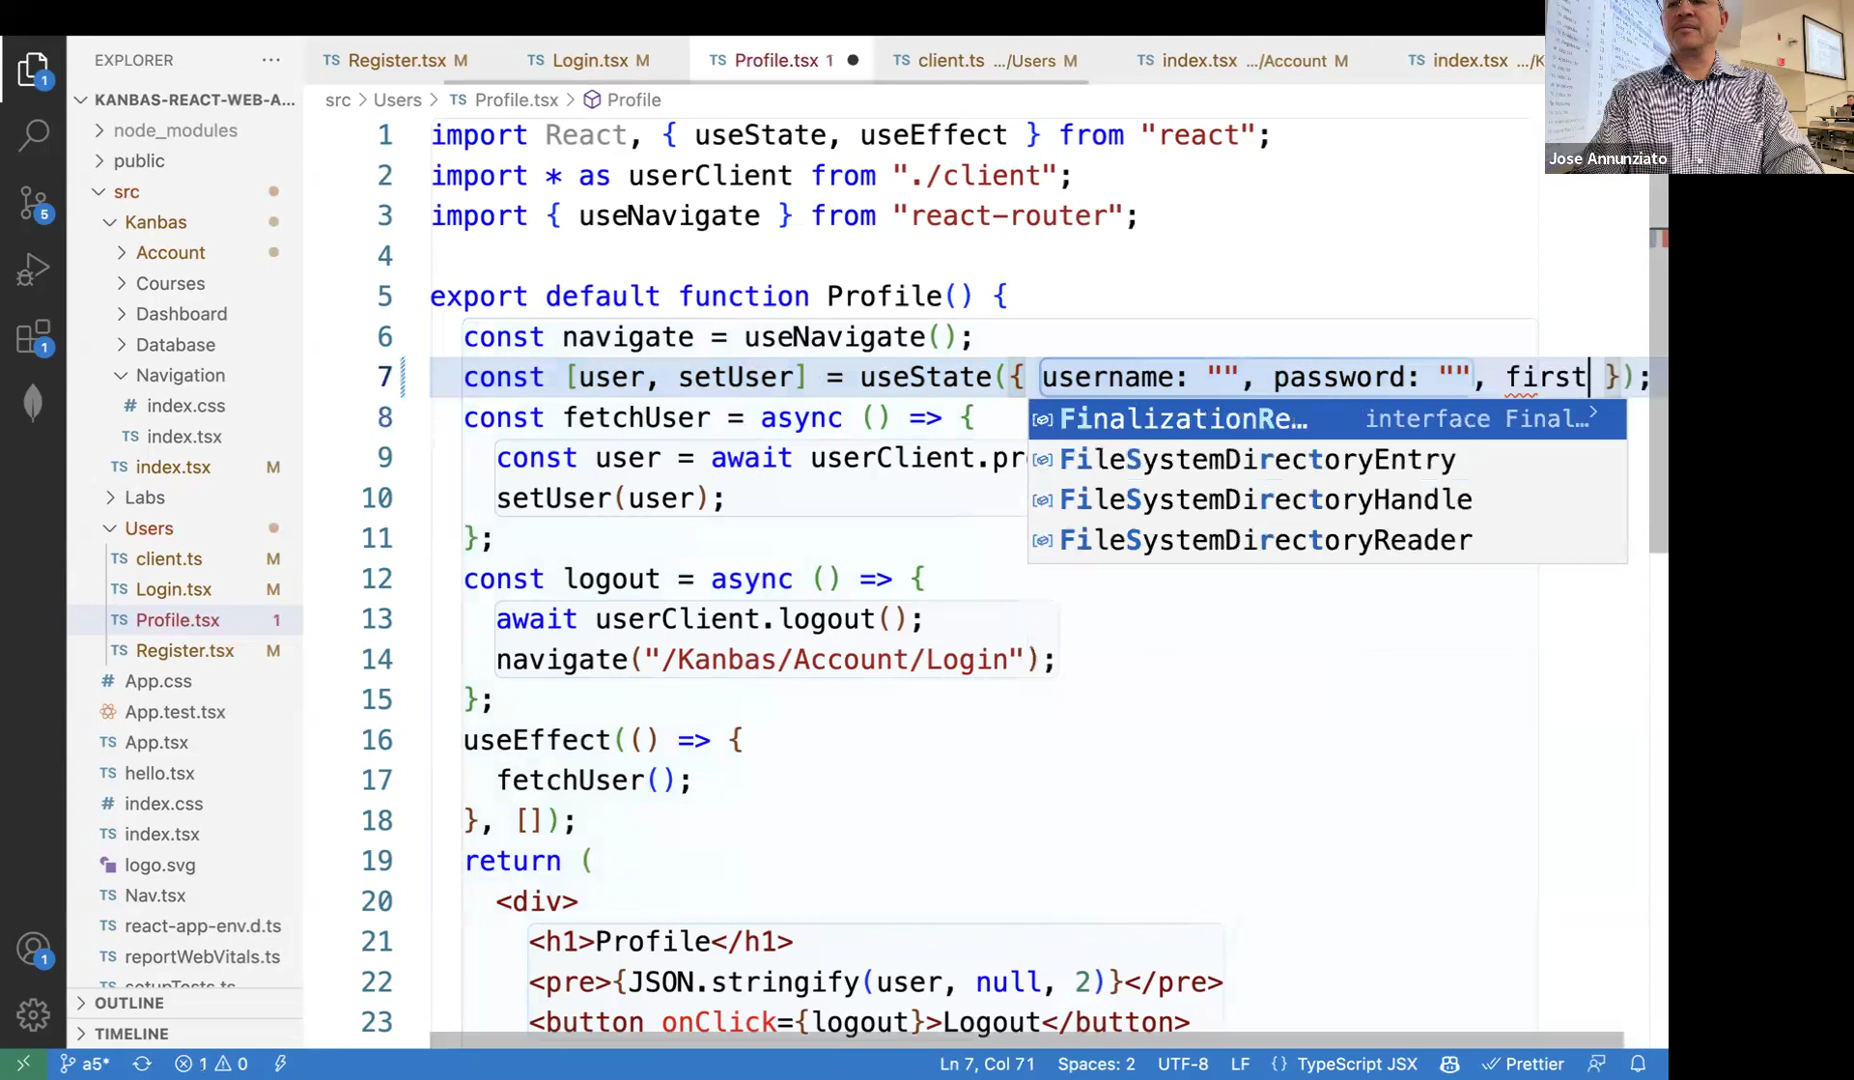 EXPLORER
KANBAS-REACT-WEB-A...
node_modules
public
src
Kanbas
Account
Courses
Dashboard
Database
Navigation
index.css
index.tsx
index.tsx M
Labs
Users
client.ts M
Login.tsx M
Profile.tsx 1
Register.tsx M
App.css
App.test.tsx
App.tsx
hello.tsx
index.css
index.tsx
logo.svg
Nav.tsx
react-app-env.d.ts
reportWebVitals.ts
setupTests.ts
OUTLINE
TIMELINE
TS Register.tsx M TS Login.tsx M TS Profile.tsx 1 TS client.ts .../Users M TS index.tsx .../Account M TS index.tsx .../K
src > Users > TS Profile.tsx > Profile
1 import React, { useState, useEffect } from "react";
2 import * as userClient from "./client";
3 import { useNavigate } from "react-router";
4
5 export default function Profile() {
6 const navigate = useNavigate();
7 const [user, setUser] = useState({ username: "", password: "", first });
8 const fetchUser = async () => {
9 const user = await userClient.pr
10 setUser(user);
11 };
12 const logout = async () => {
13 await userClient.logout();
14 navigate("/Kanbas/Account/Login");
15 };
16 useEffect(() => {
17 fetchUser();
18 }, []);
19 return (
20 <div>
21 <h1>Profile</h1>
22 <pre>{JSON.stringify(user, null, 2)}</pre>
23 <button onClick={logout}>Logout</button>
FinalizationRe... interface Final...
FileSystemDirectoryEntry
FileSystemDirectoryHandle
FileSystemDirectoryReader
Jose Annunziato
a5* 1 0 Ln 7, Col 71 Spaces: 2 UTF-8 LF {} TypeScript JSX Prettier